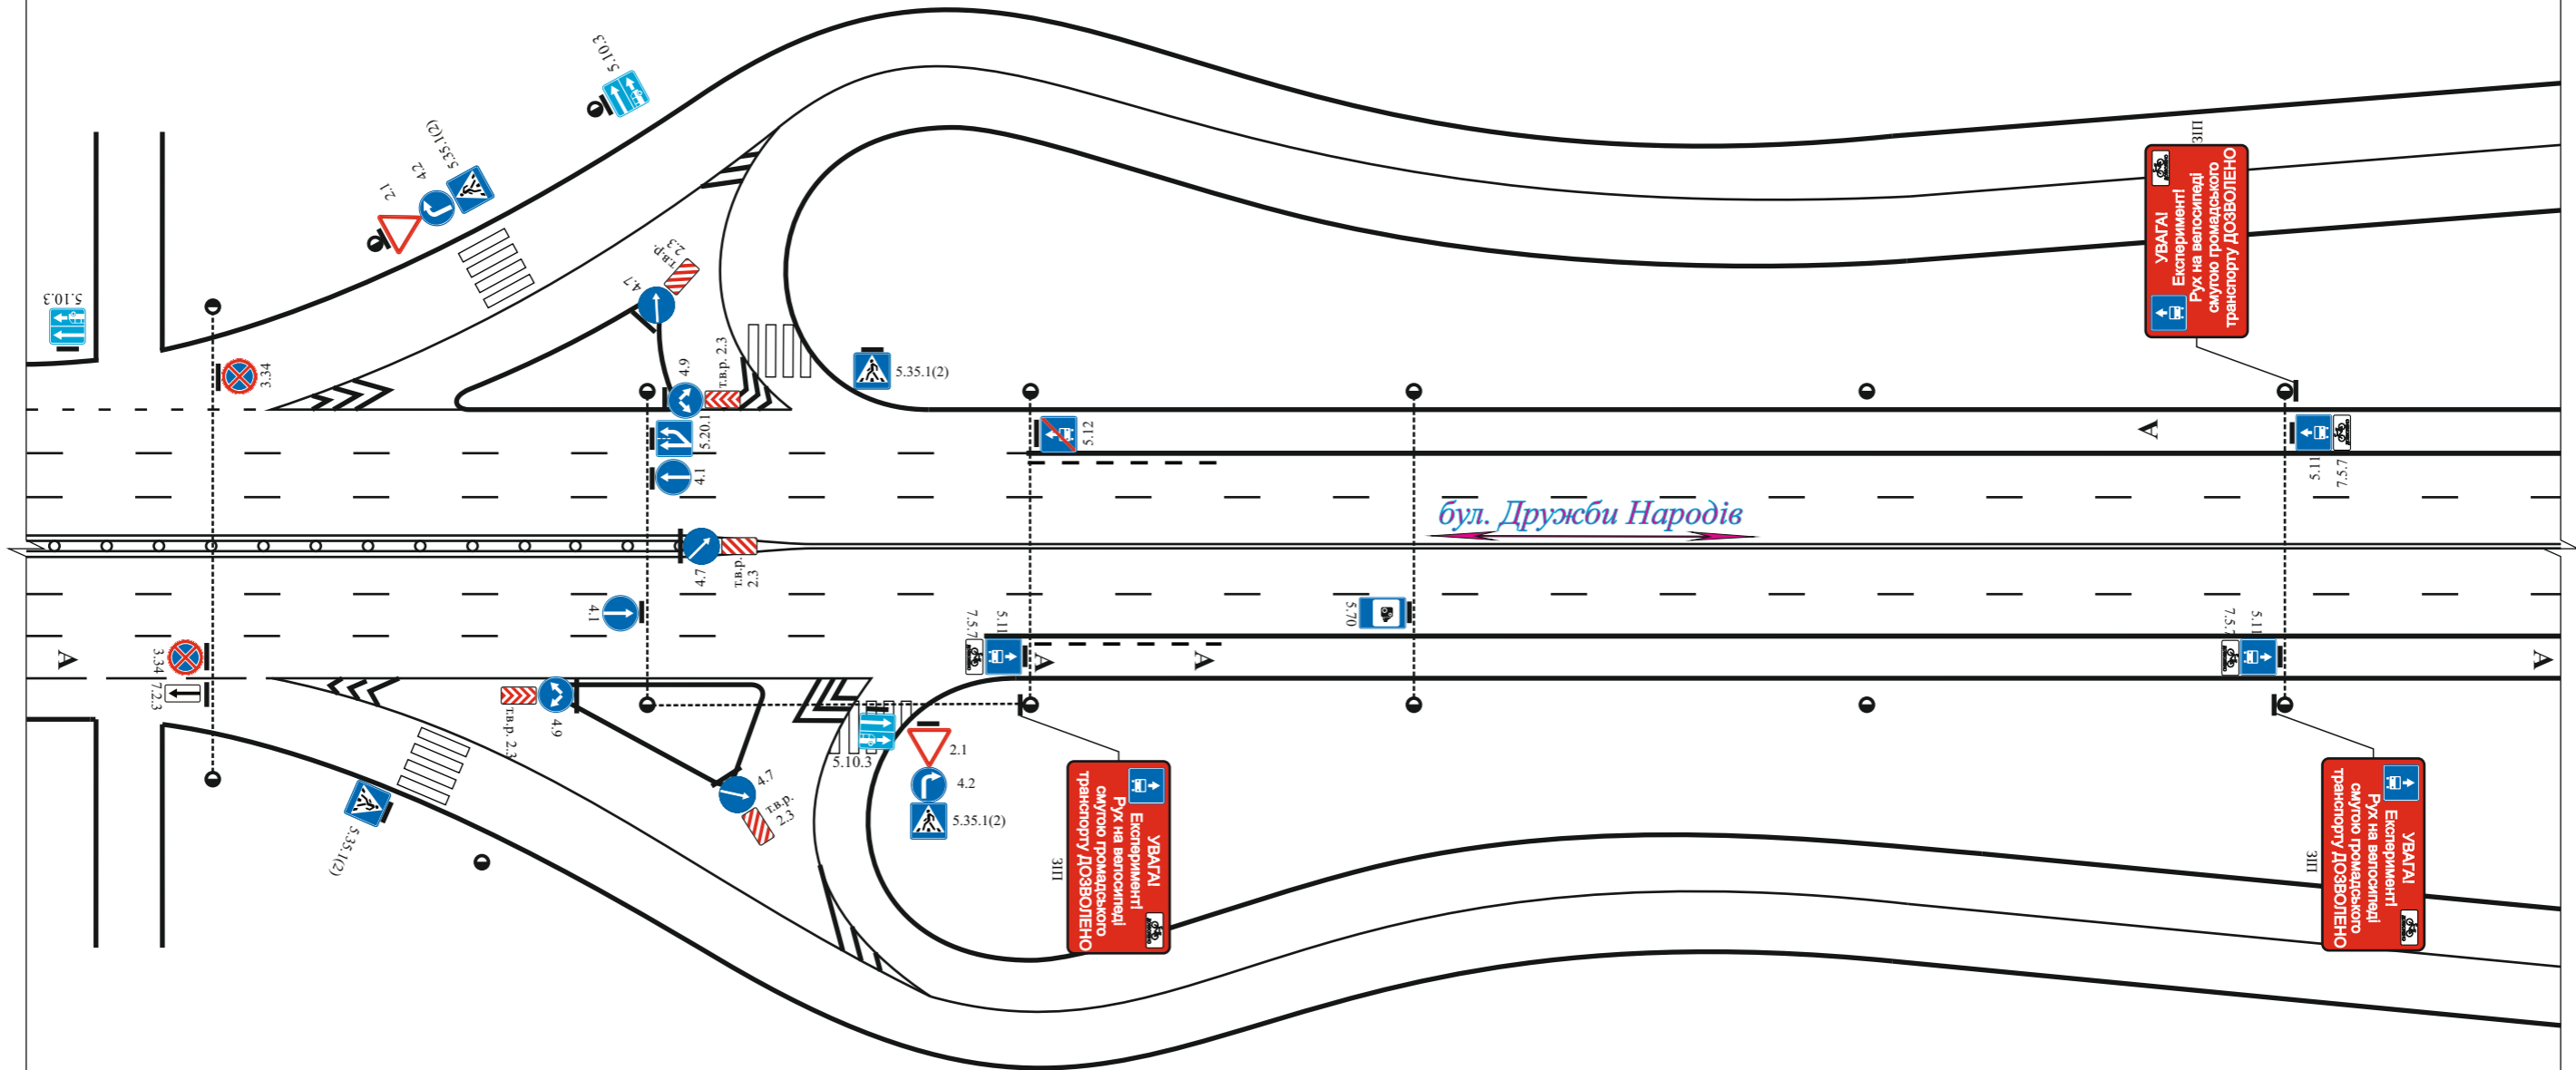 5.10.3
5.35.1(2)
4.2
2.1
5.10.3
3.34
4.7
т.в.р.
2.3
4.9
т.в.р. 2.3
5.35.1(2)
5.20.1
4.1
5.12
ЗІП
УВАГА!
Експеримент!
Рух на велосипеді
смугою громадського
транспорту ДОЗВОЛЕНО
А
5.11
7.5.7
бул. Дружби Народів
4.7
т.в.р.
2.3
4.1
5.70
7.5.7
5.11
А
А
7.5.7
5.11
А
А
3.34
7.2.3
т.в.р. 2.3
4.9
5.35.1(2)
4.7
т.в.р.
2.3
5.10.3
2.1
4.2
5.35.1(2)
ЗІП
УВАГА!
Експеримент!
Рух на велосипеді
смугою громадського
транспорту ДОЗВОЛЕНО
ЗІП
УВАГА!
Експеримент!
Рух на велосипеді
смугою громадського
транспорту ДОЗВОЛЕНО